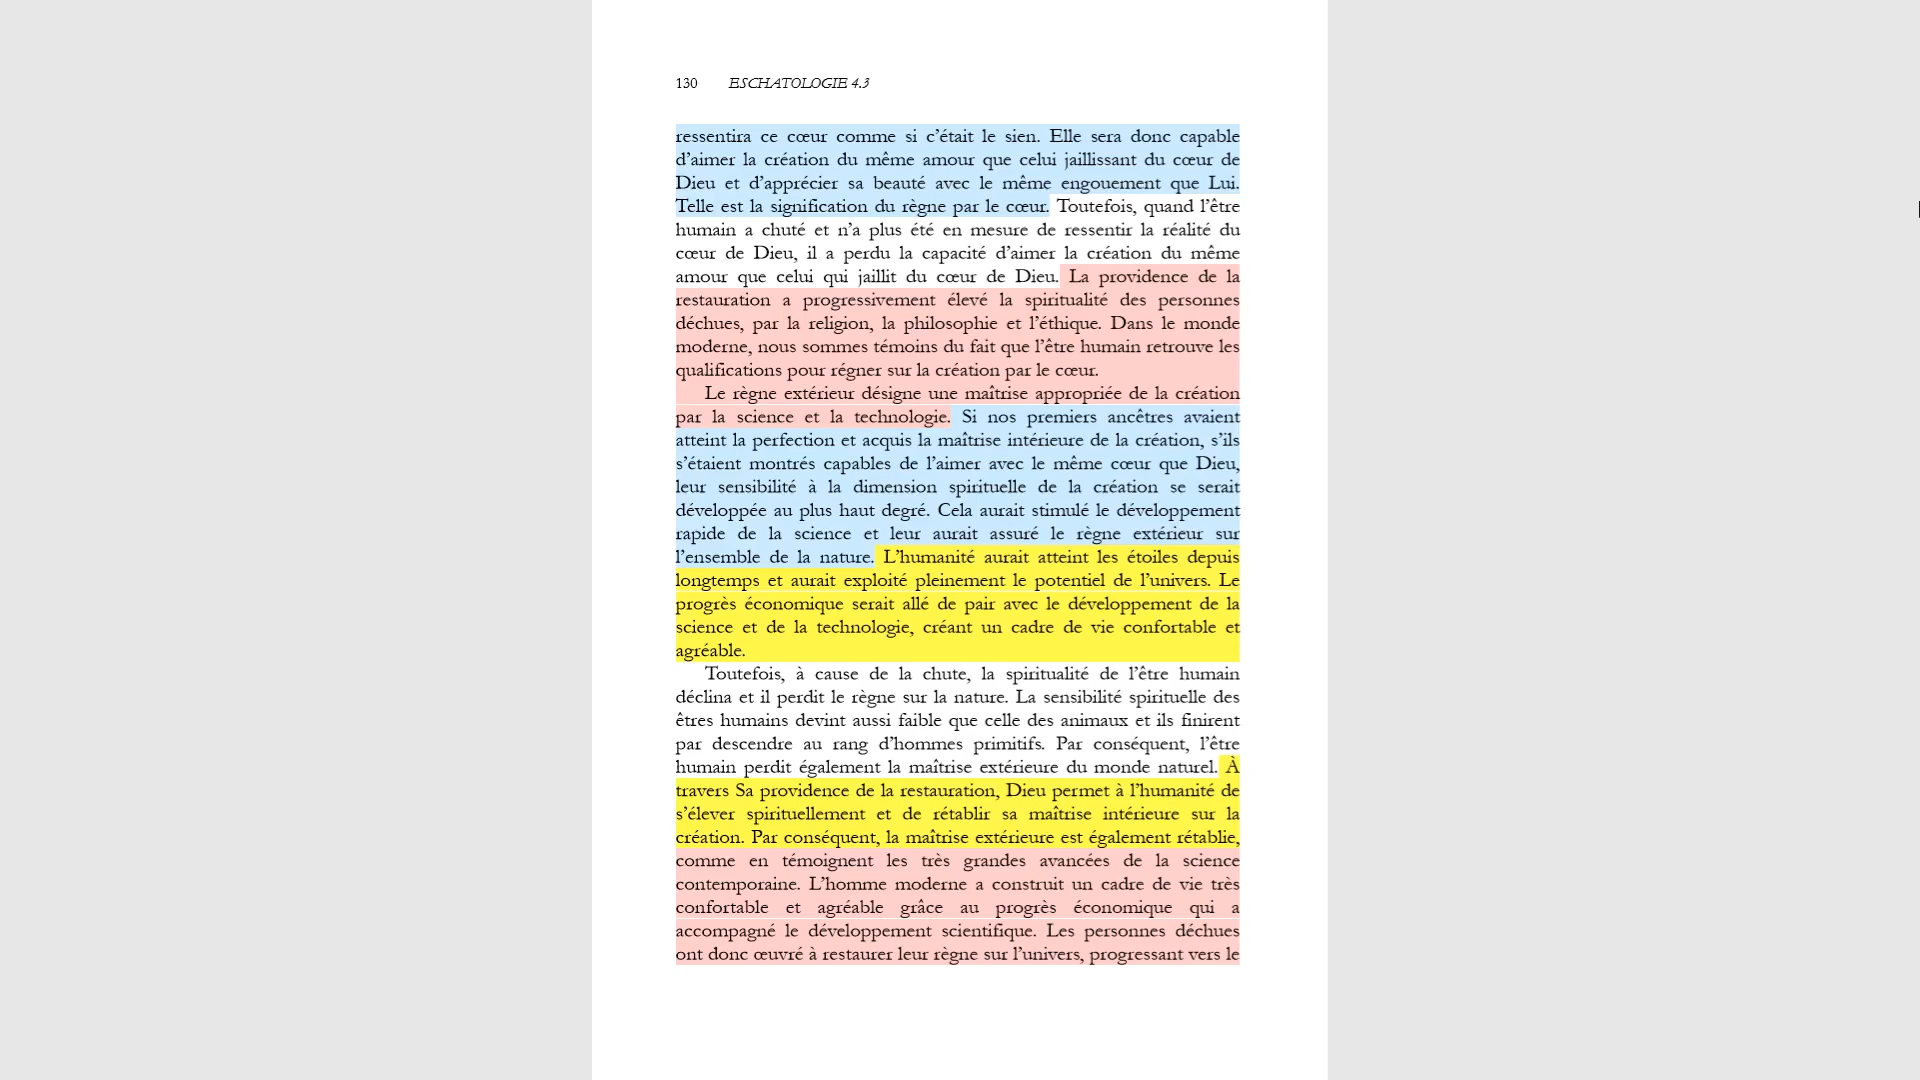 130 ESCHATOLOGIE 4.3
ressentira ce cœur comme si c’était le sien. Elle sera donc capable
d’aimer la création du même amour que celui jaillissant du cœur de
Dieu et d’apprécier sa beauté avec le même engouement que Lui.
Telle est la signification du règne par le cœur. Toutefois, quand l’être
humain a chuté et n’a plus été en mesure de ressentir la réalité du
cœur de Dieu, il a perdu la capacité d’aimer la création du même
amour que celui qui jaillit du cœur de Dieu. La providence de la
restauration a progressivement élevé la spiritualité des personnes
déchues, par la religion, la philosophie et l’éthique. Dans le monde
moderne, nous sommes témoins du fait que l’être humain retrouve les
qualifications pour régner sur la création par le cœur.
Le règne extérieur désigne une maîtrise appropriée de la création
par la science et la technologie. Si nos premiers ancêtres avaient
atteint la perfection et acquis la maîtrise intérieure de la création, s’ils
s’étaient montrés capables de l’aimer avec le même cœur que Dieu,
leur sensibilité à la dimension spirituelle de la création se serait
développée au plus haut degré. Cela aurait stimulé le développement
rapide de la science et leur aurait assuré le règne extérieur sur
l’ensemble de la nature. L’humanité aurait atteint les étoiles depuis
longtemps et aurait exploité pleinement le potentiel de l’univers. Le
progrès économique serait allé de pair avec le développement de la
science et de la technologie, créant un cadre de vie confortable et
agréable.
Toutefois, à cause de la chute, la spiritualité de l’être humain
déclina et il perdit le règne sur la nature. La sensibilité spirituelle des
êtres humains devint aussi faible que celle des animaux et ils finirent
par descendre au rang d’hommes primitifs. Par conséquent, l’être
humain perdit également la maîtrise extérieure du monde naturel. À
travers Sa providence de la restauration, Dieu permet à l’humanité de
s’élever spirituellement et de rétablir sa maîtrise intérieure sur la
création. Par conséquent, la maîtrise extérieure est également rétablie,
comme en témoignent les très grandes avancées de la science
contemporaine. L’homme moderne a construit un cadre de vie très
confortable et agréable grâce au progrès économique qui a
accompagné le développement scientifique. Les personnes déchues
ont donc œuvré à restaurer leur règne sur l’univers, progressant vers le